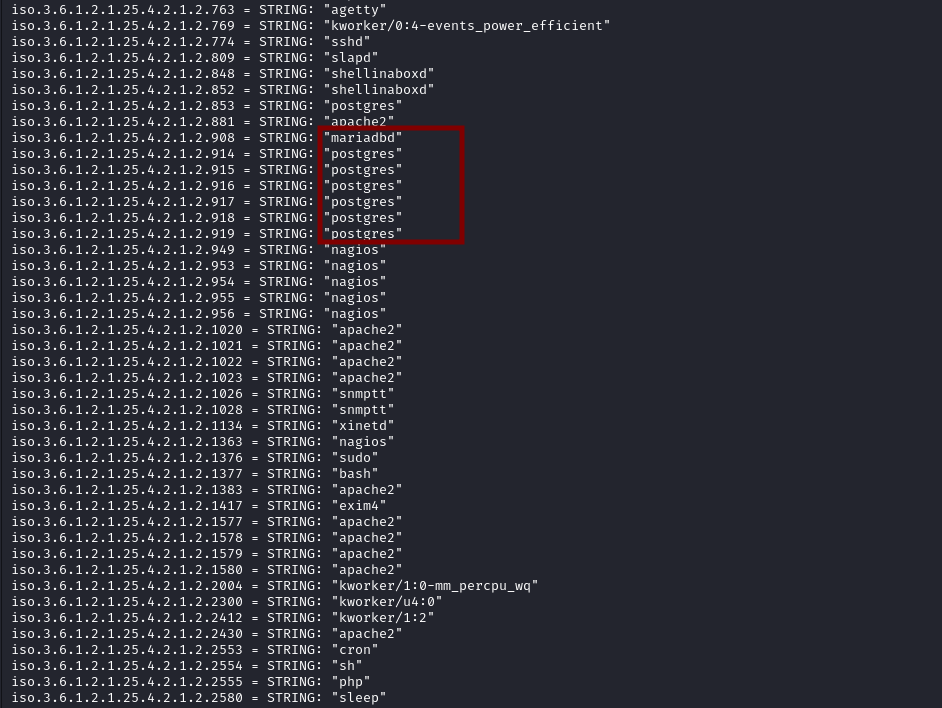 iso.3.6.1.2.1.25.4.2.1.2.763 = STRING: "agetty"
iso.3.6.1.2.1.25.4.2.1.2.769 = STRING: "kworker/0:4-events_power_efficient"
iso.3.6.1.2.1.25.4.2.1.2.774 = STRING: "sshd"
iso.3.6.1.2.1.25.4.2.1.2.809 = STRING: "slapd"
iso.3.6.1.2.1.25.4.2.1.2.848 = STRING: "shellinaboxd"
iso.3.6.1.2.1.25.4.2.1.2.852 = STRING: "shellinaboxd"
iso.3.6.1.2.1.25.4.2.1.2.853 = STRING: "postgres"
iso.3.6.1.2.1.25.4.2.1.2.881 = STRING: "apache2"
iso.3.6.1.2.1.25.4.2.1.2.908 = STRING: "mariadbd"
iso.3.6.1.2.1.25.4.2.1.2.914 = STRING: "postgres"
iso.3.6.1.2.1.25.4.2.1.2.915 = STRING: "postgres"
iso.3.6.1.2.1.25.4.2.1.2.916 = STRING: "postgres"
iso.3.6.1.2.1.25.4.2.1.2.917 = STRING: "postgres"
iso.3.6.1.2.1.25.4.2.1.2.918 = STRING: "postgres"
iso.3.6.1.2.1.25.4.2.1.2.919 = STRING: "postgres"
iso.3.6.1.2.1.25.4.2.1.2.949 = STRING: "nagios"
iso.3.6.1.2.1.25.4.2.1.2.953 = STRING: "nagios"
iso.3.6.1.2.1.25.4.2.1.2.954 = STRING: "nagios"
iso.3.6.1.2.1.25.4.2.1.2.955 = STRING: "nagios"
iso.3.6.1.2.1.25.4.2.1.2.956 = STRING: "nagios"
iso.3.6.1.2.1.25.4.2.1.2.1020 = STRING: "apache2"
iso.3.6.1.2.1.25.4.2.1.2.1021 = STRING: "apache2"
iso.3.6.1.2.1.25.4.2.1.2.1022 = STRING: "apache2"
iso.3.6.1.2.1.25.4.2.1.2.1023 = STRING: "apache2"
iso.3.6.1.2.1.25.4.2.1.2.1026 = STRING: "snmptt"
iso.3.6.1.2.1.25.4.2.1.2.1028 = STRING: "snmptt"
iso.3.6.1.2.1.25.4.2.1.2.1134 = STRING: "xinetd"
iso.3.6.1.2.1.25.4.2.1.2.1363 = STRING: "nagios"
iso.3.6.1.2.1.25.4.2.1.2.1376 = STRING: "sudo"
iso.3.6.1.2.1.25.4.2.1.2.1377 = STRING: "bash"
iso.3.6.1.2.1.25.4.2.1.2.1383 = STRING: "apache2"
iso.3.6.1.2.1.25.4.2.1.2.1417 = STRING: "exim4"
iso.3.6.1.2.1.25.4.2.1.2.1577 = STRING: "apache2"
iso.3.6.1.2.1.25.4.2.1.2.1578 = STRING: "apache2"
iso.3.6.1.2.1.25.4.2.1.2.1579 = STRING: "apache2"
iso.3.6.1.2.1.25.4.2.1.2.1580 = STRING: "apache2"
iso.3.6.1.2.1.25.4.2.1.2.2004 = STRING: "kworker/1:0-mm_percpu_wq"
iso.3.6.1.2.1.25.4.2.1.2.2300 = STRING: "kworker/u4:0"
iso.3.6.1.2.1.25.4.2.1.2.2412 = STRING: "kworker/1:2"
iso.3.6.1.2.1.25.4.2.1.2.2430 = STRING: "apache2"
iso.3.6.1.2.1.25.4.2.1.2.2553 = STRING: "cron"
iso.3.6.1.2.1.25.4.2.1.2.2554 = STRING: "sh"
iso.3.6.1.2.1.25.4.2.1.2.2555 = STRING: "php"
iso.3.6.1.2.1.25.4.2.1.2.2580 = STRING: "sleep"